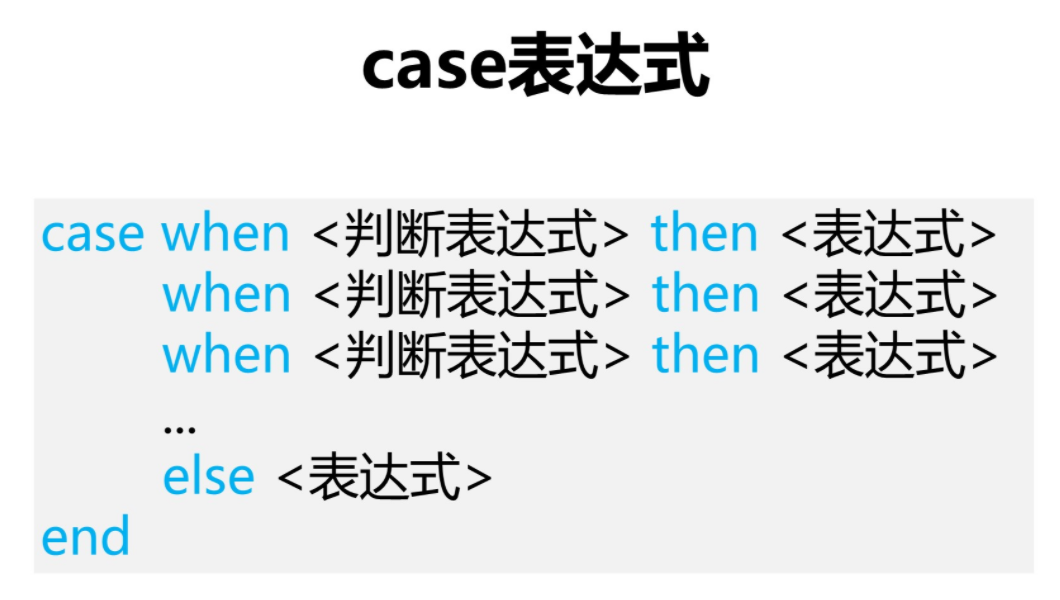 case表达式
case when <判断表达式> then <表达式>
when <判断表达式> then <表达式>
when <判断表达式> then <表达式>
...
else <表达式>
end